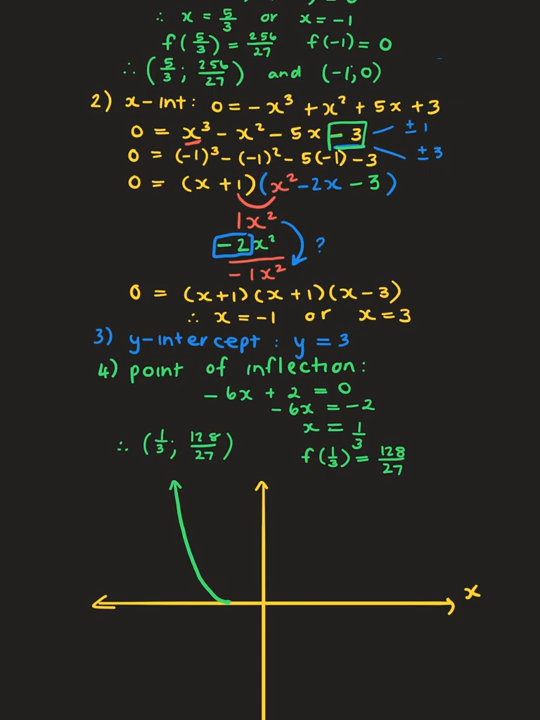 ∴ x = 5/3 or x = -1
f(5/3) = 256/27 f(-1) = 0
∴ (5/3 ; 256/27) and (-1;0)
2) x-int: 0 = -x³ + x² + 5x + 3
0 = x³ - x² - 5x - 3 ± 1
0 = (-1)³ - (-1)² - 5(-1) - 3 ± 3
0 = (x + 1)(x² - 2x - 3)
1x²
-2x² ?
-1x²
0 = (x+1)(x+1)(x-3)
∴ x = -1 or x = 3
3) y-intercept : y = 3
4) point of inflection:
-6x + 2 = 0
-6x = -2
x = 1/3
∴ (1/3 ; 128/27) f(1/3) = 128/27
x